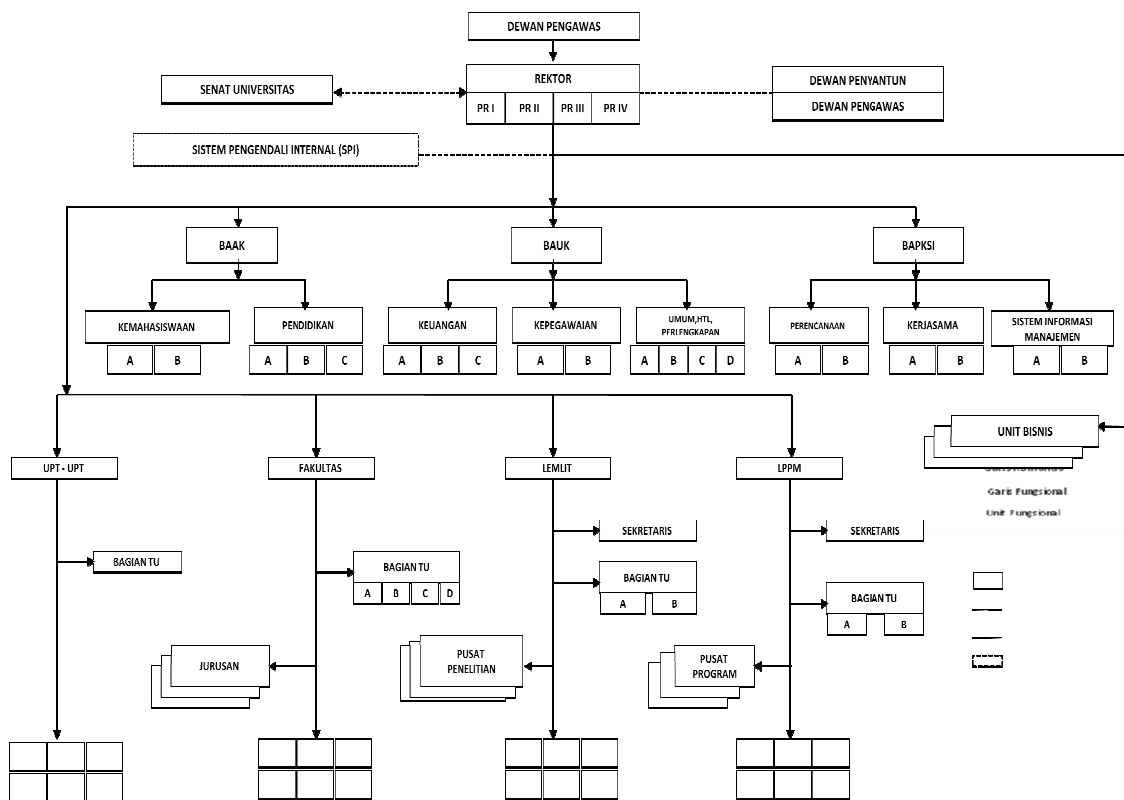 DEWAN PENGAWAS
REKTOR
PR I PR II PR III PR IV
SENAT UNIVERSITAS
DEWAN PENYANTUN
DEWAN PENGAWAS
SISTEM PENGENDALI INTERNAL (SPI)
BAAK
BAUK
BAPKSI
KEMAHASISWAAN
A B
PENDIDIKAN
A B C
KEUANGAN
A B C
KEPEGAWAIAN
A B
UMUM,HTL,
A B C D
PERENCANAAN
A B
KERJASAMA
A B
SISTEM INFORMASI
MANAJEMEN
A B
UNIT BISNIS
Garis Fungsional
Unit Fungsional
UPT - UPT
FAKULTAS
LEMLIT
LPPM
BAGIAN TU
BAGIAN TU
A B C D
SEKRETARIS
BAGIAN TU
A B
SEKRETARIS
BAGIAN TU
A B
JURUSAN
PUSAT
PENELITIAN
PUSAT
PROGRAM